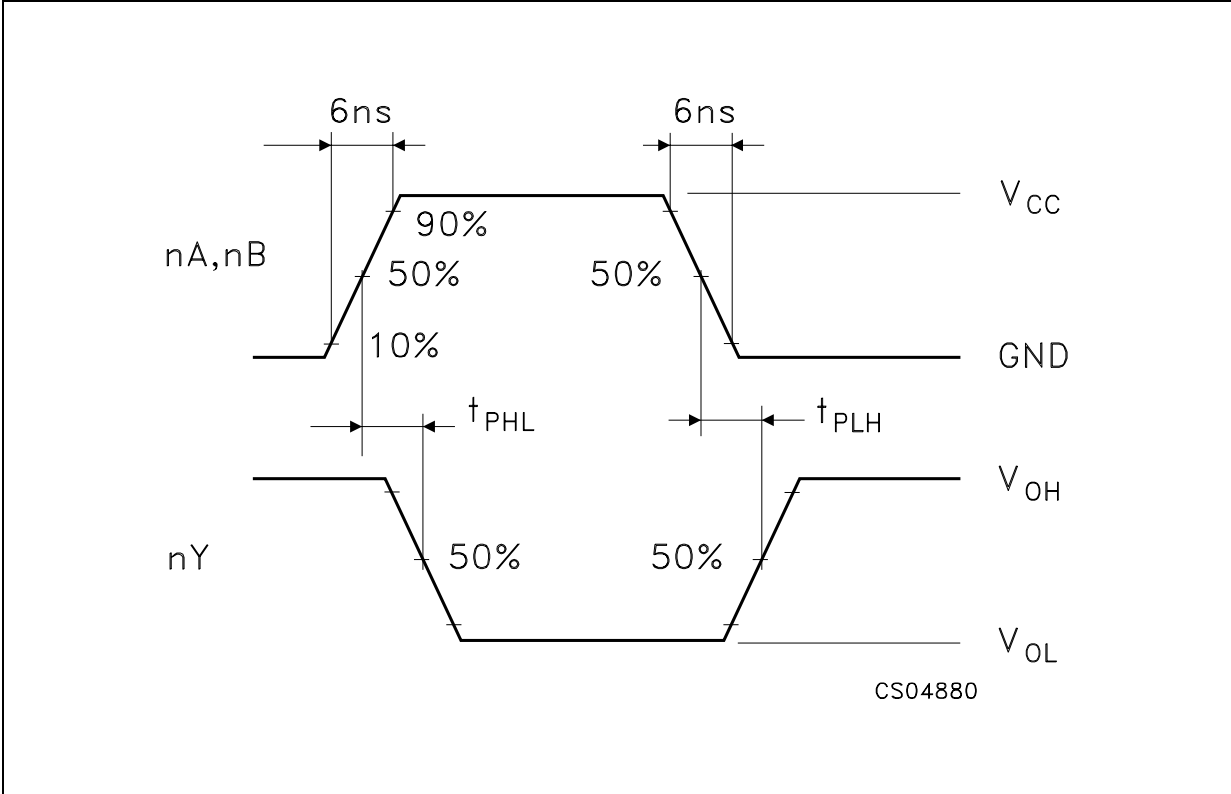 6ns 6ns
V_CC
90%
nA,nB
50% 50%
10%
GND
t_PHL t_PLH
V_OH
nY
50% 50%
V_OL
CS04880